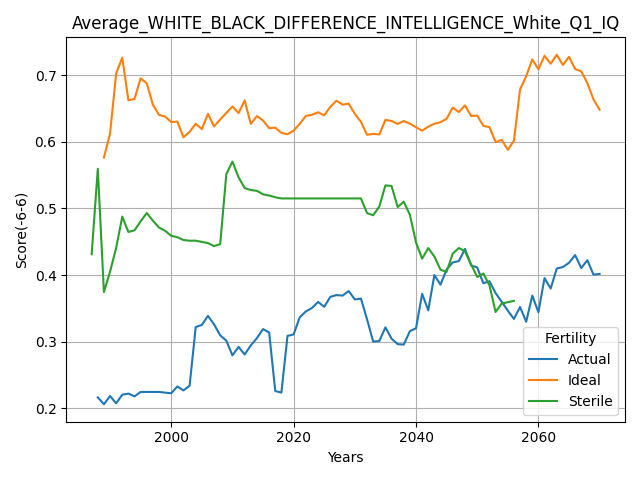 Average_WHITE_BLACK_DIFFERENCE_INTELLIGENCE_White_Q1_IQ
Score(-6-6)
0.7
0.6
0.5
0.4
0.3
0.2
2000
2020
2040
2060
Years
Fertility
Actual
Ideal
Sterile